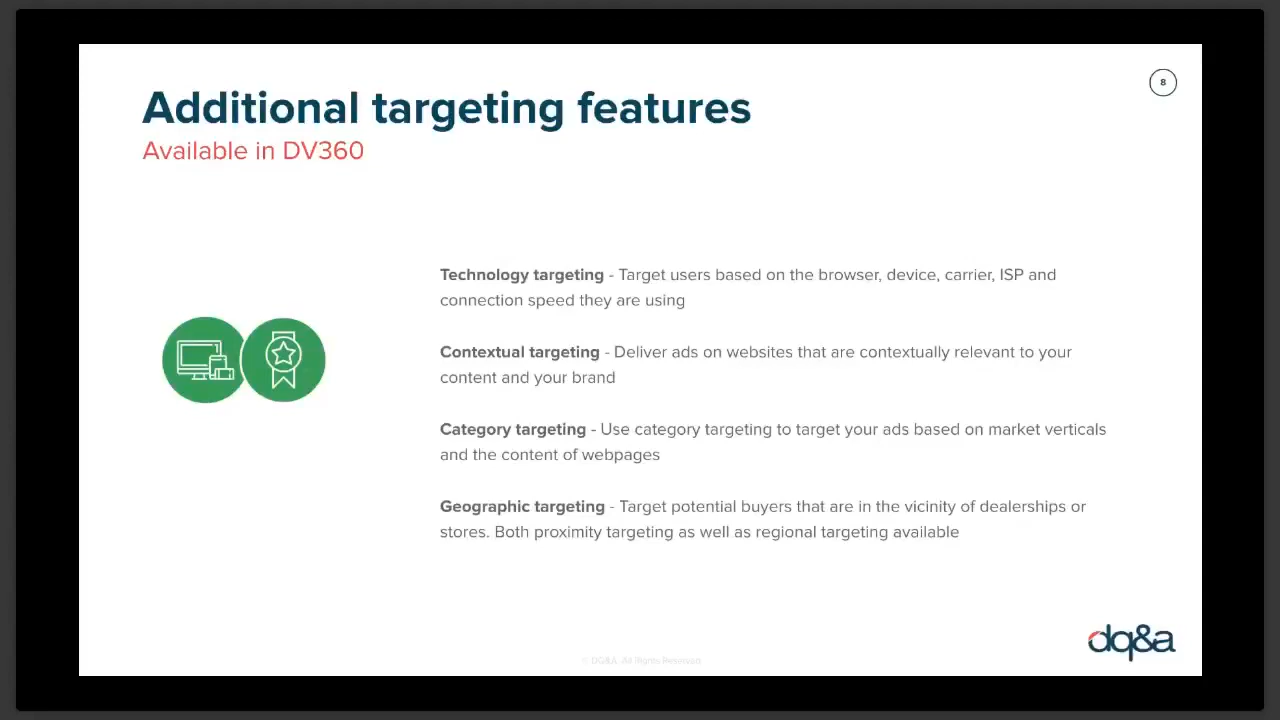 8
Additional targeting features
Available in DV360
Technology targeting - Target users based on the browser, device, carrier, ISP and
connection speed they are using
Contextual targeting - Deliver ads on websites that are contextually relevant to your
content and your brand
Category targeting - Use category targeting to target your ads based on market verticals
and the content of webpages
Geographic targeting - Target potential buyers that are in the vicinity of dealerships or
stores. Both proximity targeting as well as regional targeting available
dq&a
© DQ&A. All Rights Reserved